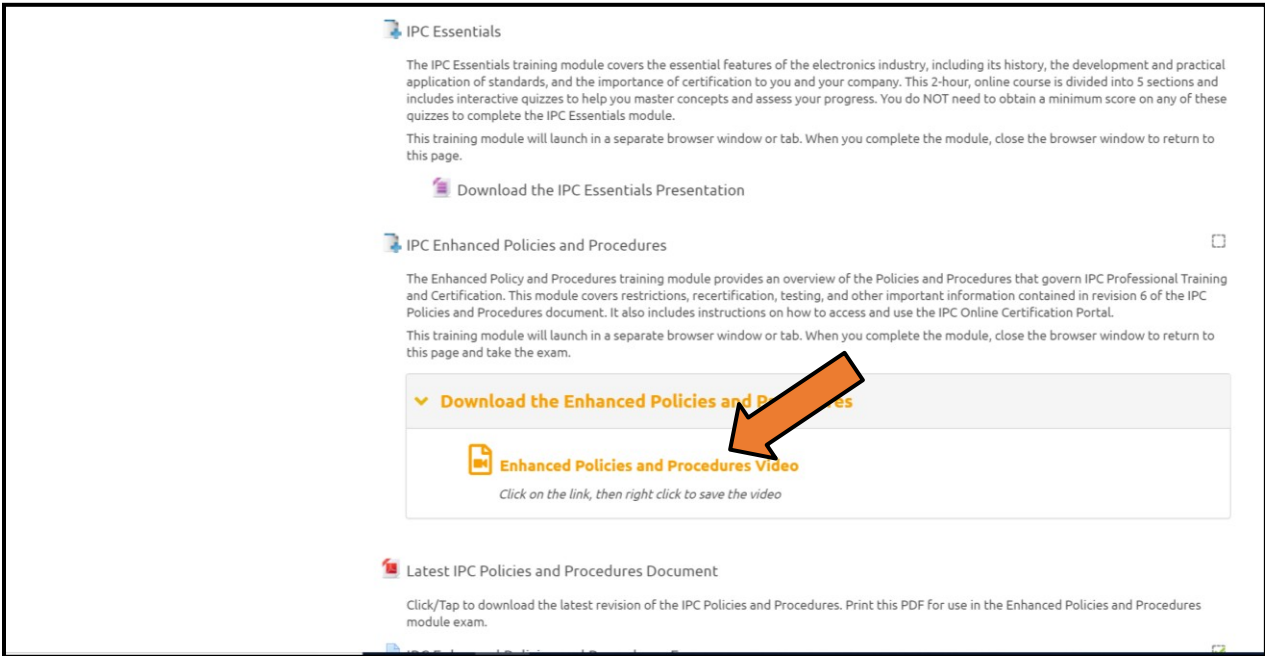 IPC Essentials
The IPC Essentials training module covers the essential features of the electronics industry, including its history, the development and practical
application of standards, and the importance of certification to you and your company. This 2-hour, online course is divided into 5 sections and
includes interactive quizzes to help you master concepts and assess your progress. You do NOT need to obtain a minimum score on any of these
quizzes to complete the IPC Essentials module.
This training module will launch in a separate browser window or tab. When you complete the module, close the browser window to return to
this page.
Download the IPC Essentials Presentation
IPC Enhanced Policies and Procedures
The Enhanced Policy and Procedures training module provides an overview of the Policies and Procedures that govern IPC Professional Training
and Certification. This module covers restrictions, recertification, testing, and other important information contained in revision 6 of the IPC
Policies and Procedures document. It also includes instructions on how to access and use the IPC Online Certification Portal.
This training module will launch in a separate browser window or tab. When you complete the module, close the browser window to return to
this page and take the exam.
Download the Enhanced Policies and
Enhanced Policies and Procedures Video
Click on the link, then right click to save the video
Latest IPC Policies and Procedures Document
Click/Tap to download the latest revision of the IPC Policies and Procedures. Print this PDF for use in the Enhanced Policies and Procedures
module exam.